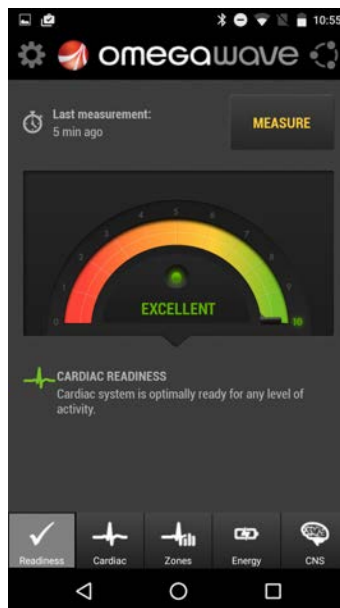 10:55
omegawave
Last measurement:
5 min ago
MEASURE
0
1
2
3
4
5
6
7
8
9
10
EXCELLENT
CARDIAC READINESS
Cardiac system is optimally ready for any level of
activity.
Readiness Cardiac Zones Energy CNS